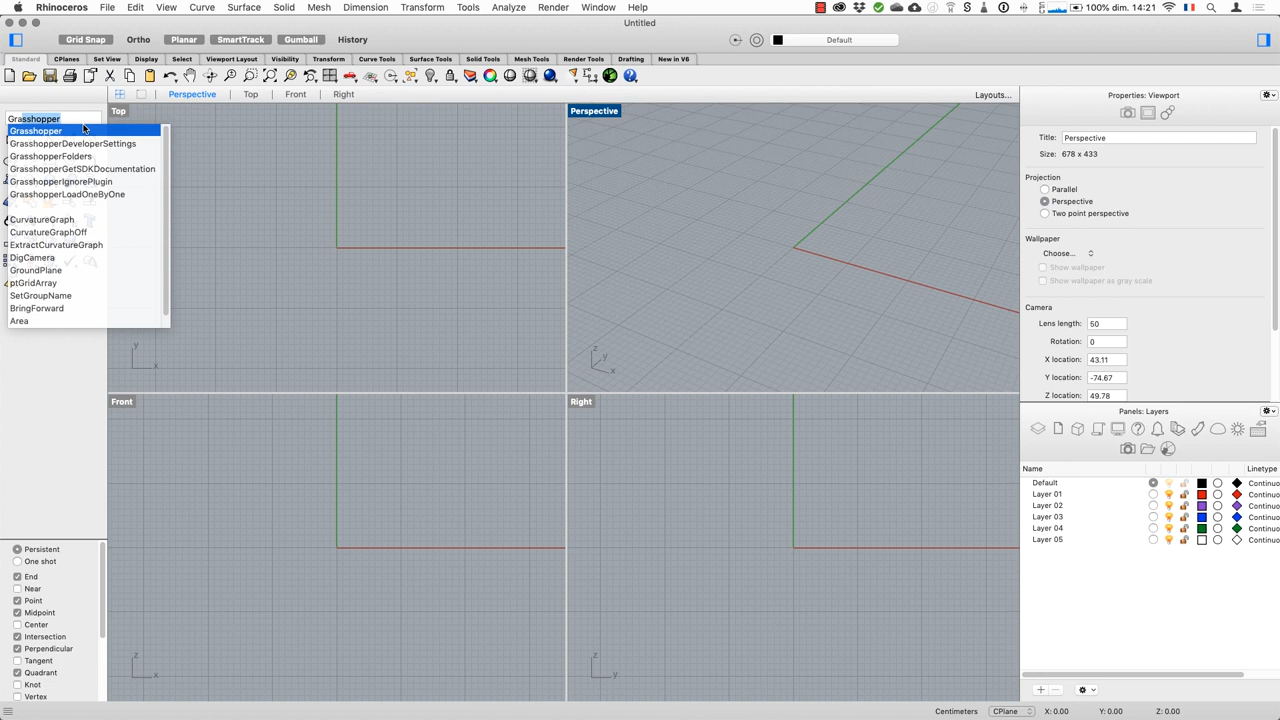 Rhinoceros File Edit View Curve Surface Solid Mesh Dimension Transform Tools Analyze Render Window Help 100% dim. 14:21
Untitled
Grid Snap Ortho Planar SmartTrack Gumball History Default
Standard CPlanes Set View Display Select Viewport Layout Visibility Transform Curve Tools Surface Tools Solid Tools Mesh Tools Render Tools Drafting New in V6
Perspective Top Front Right Layouts...
Grasshopper
Grasshopper
GrasshopperDeveloperSettings
GrasshopperFolders
GrasshopperGetSDKDocumentation
GrasshopperIgnorePlugin
GrasshopperLoadOneByOne
CurvatureGraph
CurvatureGraphOff
ExtractCurvatureGraph
DigCamera
GroundPlane
ptGridArray
SetGroupName
BringForward
Area
Top
y
x
Perspective
z
y
x
Front
z
x
Right
z
y
Persistent
One shot
End
Near
Point
Midpoint
Center
Intersection
Perpendicular
Tangent
Quadrant
Knot
Vertex
Properties: Viewport
Title: Perspective
Size: 678 x 433
Projection
Parallel
Perspective
Two point perspective
Wallpaper
Choose...
Show wallpaper
Show wallpaper as gray scale
Camera
Lens length: 50
Rotation: 0
X location: 43.11
Y location: -74.67
Z location: 49.78
Panels: Layers
Name Linetype
Default Continuo
Layer 01 Continuo
Layer 02 Continuo
Layer 03 Continuo
Layer 04 Continuo
Layer 05 Continuo
Centimeters CPlane X: 0.00 Y: 0.00 Z: 0.00